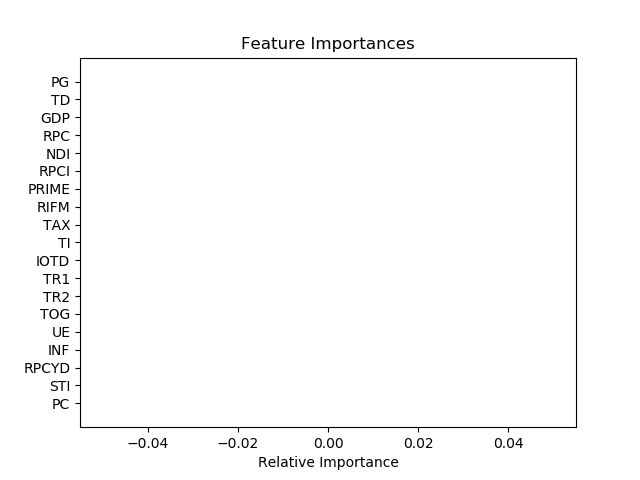 Feature Importances
PG
TD
GDP
RPC
NDI
RPCI
PRIME
RIFM
TAX
TI
IOTD
TR1
TR2
TOG
UE
INF
RPCYD
STI
PC
−0.04 −0.02 0.00 0.02 0.04
Relative Importance